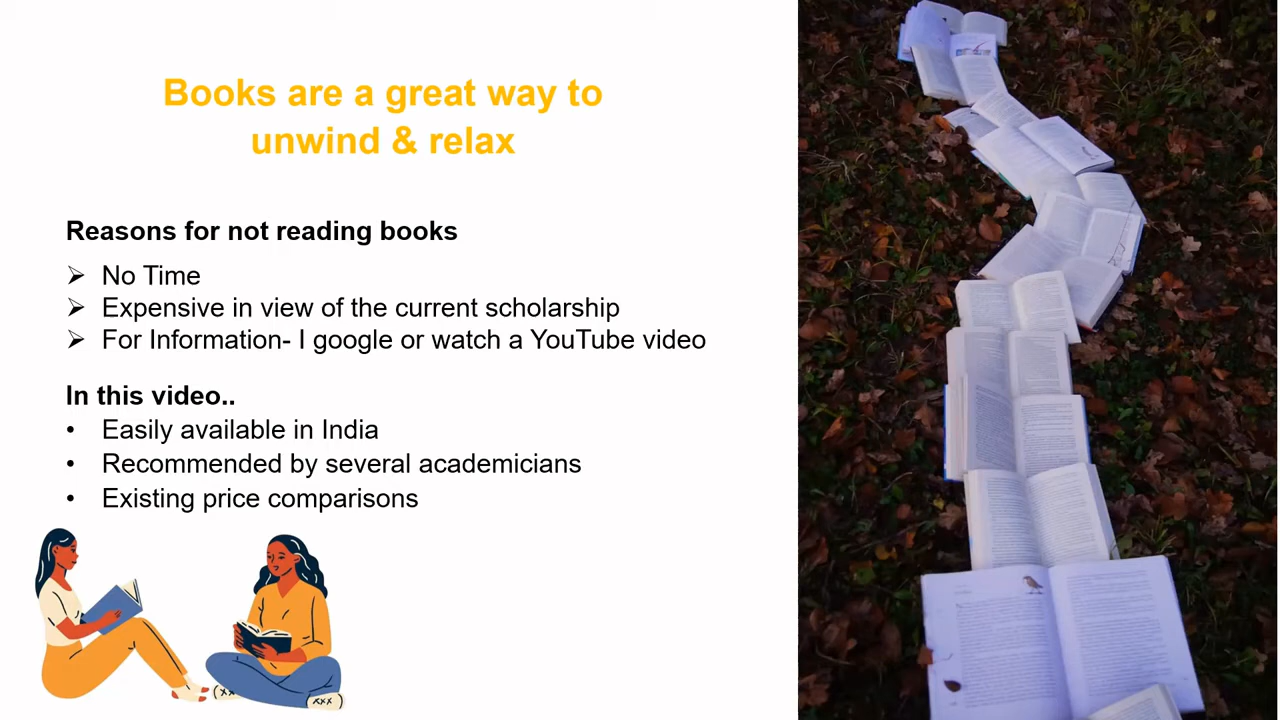 Books are a great way to
unwind & relax
Reasons for not reading books
➢ No Time
➢ Expensive in view of the current scholarship
➢ For Information- I google or watch a YouTube video
In this video..
• Easily available in India
• Recommended by several academicians
• Existing price comparisons